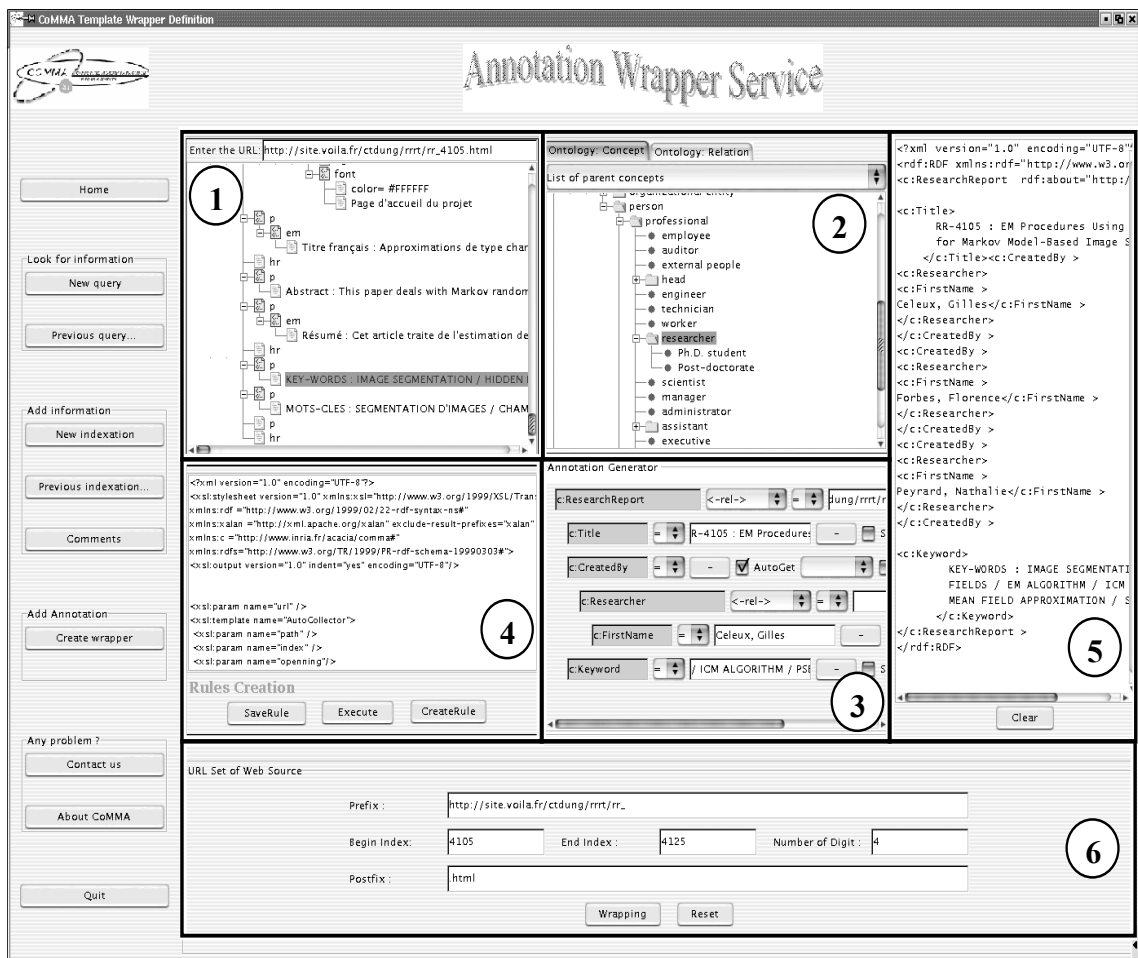 CoMMA Template Wrapper Definition
COMMA
Annotation Wrapper Service
Home
Look for information
New query
Previous query...
Add information
New indexation
Previous indexation...
Comments
Add Annotation
Create wrapper
Any problem ?
Contact us
About CoMMA
Quit
Enter the URL: http://site.voila.fr/ctdung/rrrt/rr_4105.html
1
font
color= #FFFFFF
Page d'accueil du projet
p
em
Titre français : Approximations de type char
hr
p
Abstract : This paper deals with Markov random
p
em
Résumé : Cet article traite de l'estimation de
hr
p
KEY-WORDS : IMAGE SEGMENTATION / HIDDEN
p
MOTS-CLES : SEGMENTATION D'IMAGES / CHAM
p
hr
Ontology: Concept Ontology: Relation
List of parent concepts
2
organizational entity
person
professional
employee
auditor
external people
head
engineer
technician
worker
researcher
Ph.D. student
Post-doctorate
scientist
manager
administrator
assistant
executive
<?xml version="1.0" encoding="UTF-8"?>
<xsl:stylesheet version="1.0" xmlns:xsl="http://www.w3.org/1999/XSL/Tran
xmlns:rdf ="http://www.w3.org/1999/02/22-rdf-syntax-ns#"
xmlns:xalan ="http://xml.apache.org/xalan" exclude-result-prefixes="xalan"
xmlns:c ="http://www.inria.fr/acacia/comma#"
xmlns:rdfs="http://www.w3.org/TR/1999/PR-rdf-schema-19990303#">
<xsl:output version="1.0" indent="yes" encoding="UTF-8"/>
<xsl:param name="url" />
<xsl:template name="AutoCollector">
<xsl:param name="path" />
<xsl:param name="index" />
<xsl:param name="openning"/>
4
Rules Creation
SaveRule Execute CreateRule
Annotation Generator
c:ResearchReport <-rel-> = dung/rrrt/r
c:Title = R-4105 : EM Procedures - S
c:CreatedBy = - AutoGet
c:Researcher <-rel-> =
c:FirstName = Celeux, Gilles -
c:Keyword = / ICM ALGORITHM / PSE - S
3
<?xml version="1.0" encoding="UTF-8"
<rdf:RDF xmlns:rdf="http://www.w3.or
<c:ResearchReport rdf:about="http:/
<c:Title>
RR-4105 : EM Procedures Using
for Markov Model-Based Image S
</c:Title><c:CreatedBy >
<c:Researcher>
<c:FirstName >
Celeux, Gilles</c:FirstName >
</c:Researcher>
</c:CreatedBy >
<c:CreatedBy >
<c:Researcher>
<c:FirstName >
Forbes, Florence</c:FirstName >
</c:Researcher>
</c:CreatedBy >
<c:CreatedBy >
<c:Researcher>
<c:FirstName >
Peyrard, Nathalie</c:FirstName >
</c:Researcher>
</c:CreatedBy >
<c:Keyword>
KEY-WORDS : IMAGE SEGMENTATI
FIELDS / EM ALGORITHM / ICM
MEAN FIELD APPROXIMATION / S
</c:Keyword>
</c:ResearchReport >
</rdf:RDF>
5
Clear
URL Set of Web Source
Prefix : http://site.voila.fr/ctdung/rrrt/rr_
Begin Index: 4105 End Index : 4125 Number of Digit : 4
Postfix : .html
6
Wrapping Reset